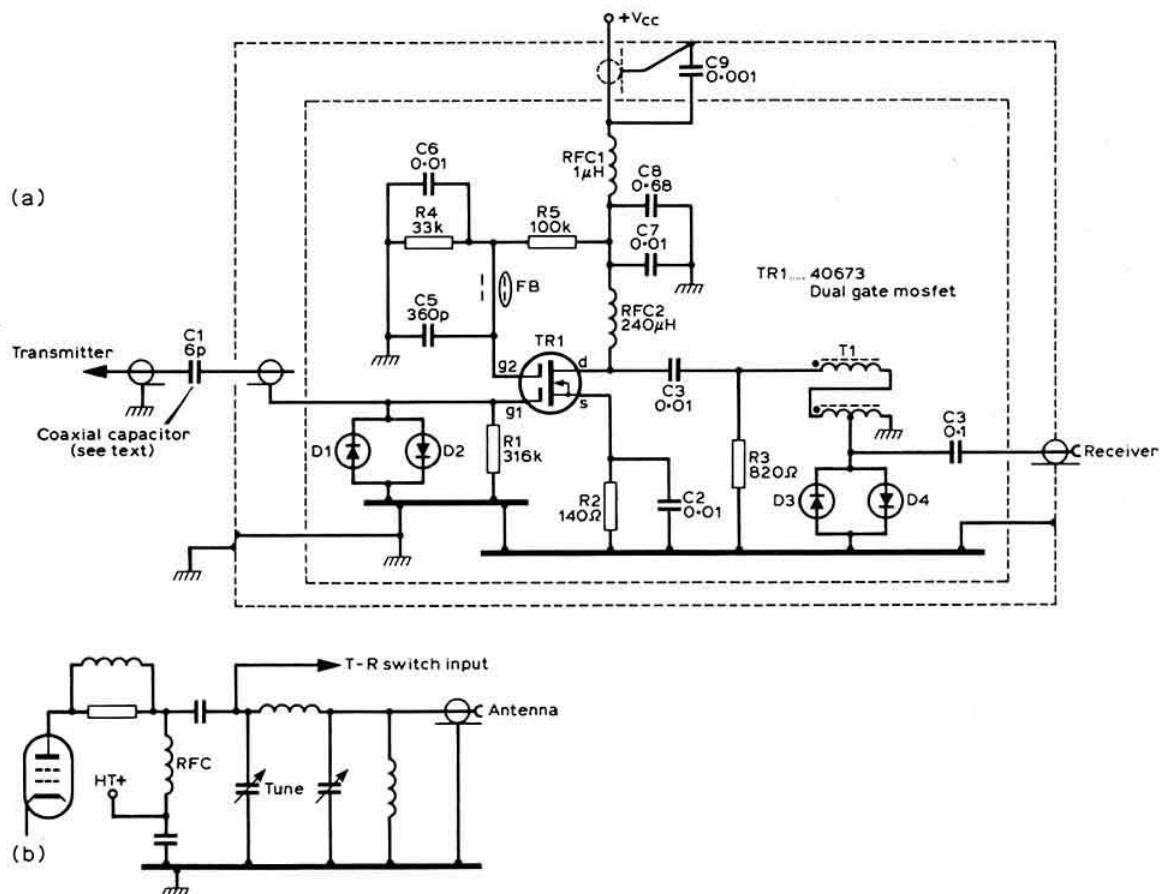 +Vcc
C9
0·001
(a)
C6
0·01
RFC1
1μH
C8
0·68
R4
33k
R5
100k
C7
0·01
FB
TR1..... 40673
Dual gate mosfet
C5
360p
RFC2
240μH
C1
6p
Transmitter
TR1
T1
g2
d
g1
s
C3
0·01
C3
0·1
Coaxial capacitor
(see text)
D1
D2
R1
316k
R3
820Ω
Receiver
R2
140Ω
C2
0·01
D3
D4
T-R switch input
Antenna
RFC
HT+
Tune
(b)